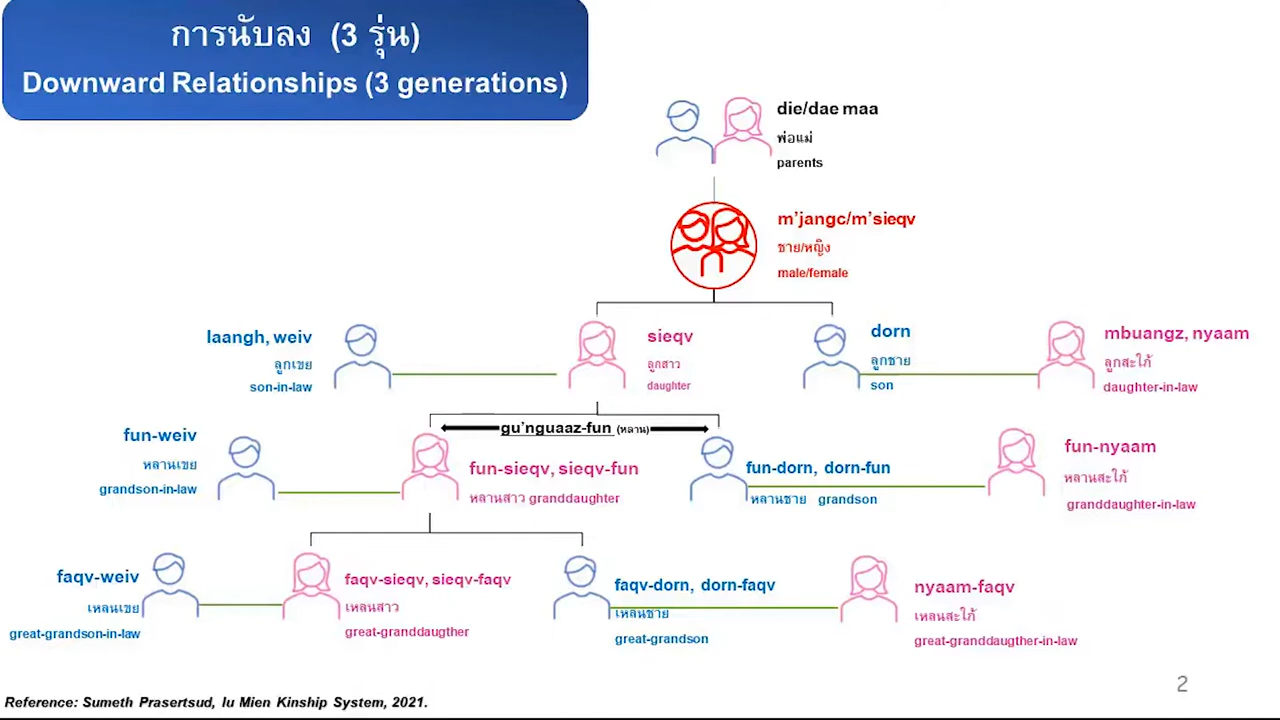 การนับลง (3 รุ่น)
Downward Relationships (3 generations)
die/dae maa
พ่อแม่
parents
m’jangc/m’sieqv
ชาย/หญิง
male/female
laangh, weiv
ลูกเขย
son-in-law
sieqv
ลูกสาว
daughter
dorn
ลูกชาย
son
mbuangz, nyaam
ลูกสะใภ้
daughter-in-law
gu’nguaaz-fun (หลาน)
fun-weiv
หลานเขย
grandson-in-law
fun-sieqv, sieqv-fun
หลานสาว granddaughter
fun-dorn, dorn-fun
หลานชาย grandson
fun-nyaam
หลานสะใภ้
granddaughter-in-law
faqv-weiv
เหลนเขย
great-grandson-in-law
faqv-sieqv, sieqv-faqv
เหลนสาว
great-granddaugther
faqv-dorn, dorn-faqv
เหลนชาย
great-grandson
nyaam-faqv
เหลนสะใภ้
great-granddaugther-in-law
2
Reference: Sumeth Prasertsud, Iu Mien Kinship System, 2021.